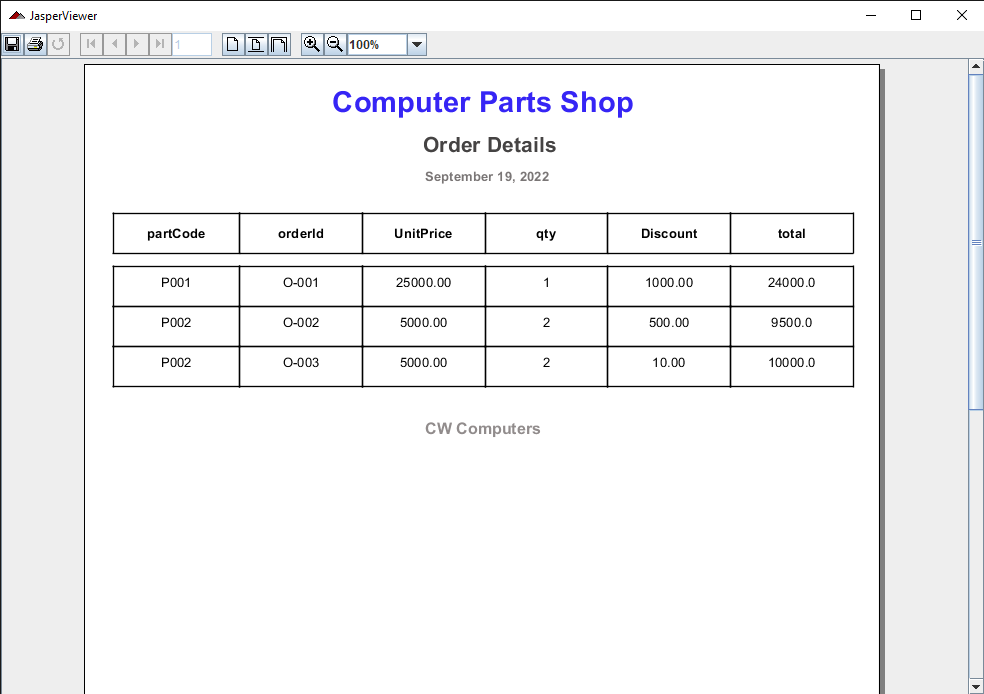 JasperViewer
1
100%
Computer Parts Shop
Order Details
September 19, 2022
partCode orderId UnitPrice qty Discount total
P001 O-001 25000.00 1 1000.00 24000.0
P002 O-002 5000.00 2 500.00 9500.0
P002 O-003 5000.00 2 10.00 10000.0
CW Computers